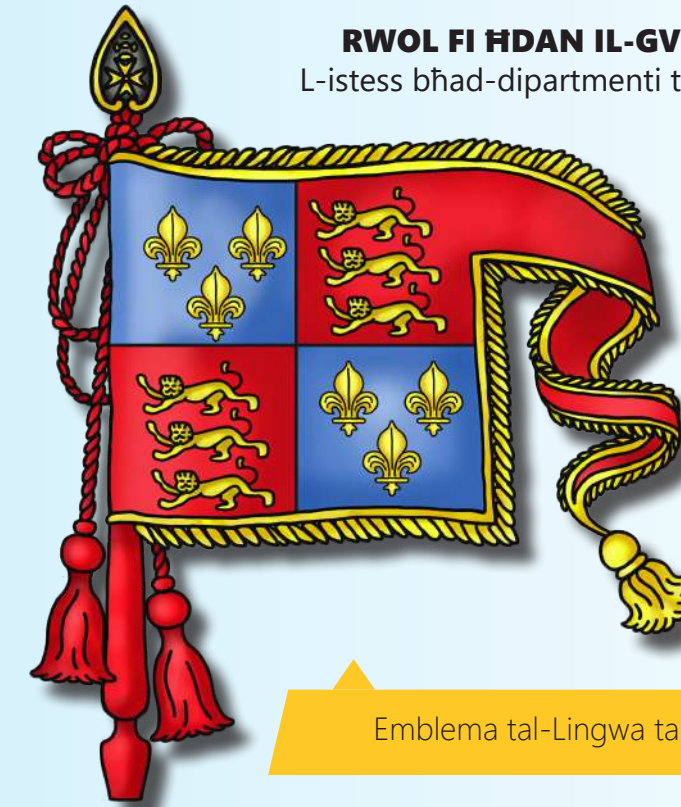 RWOL FI ĦDAN IL-GV
L-istess bħad-dipartmenti t
Emblema tal-Lingwa ta